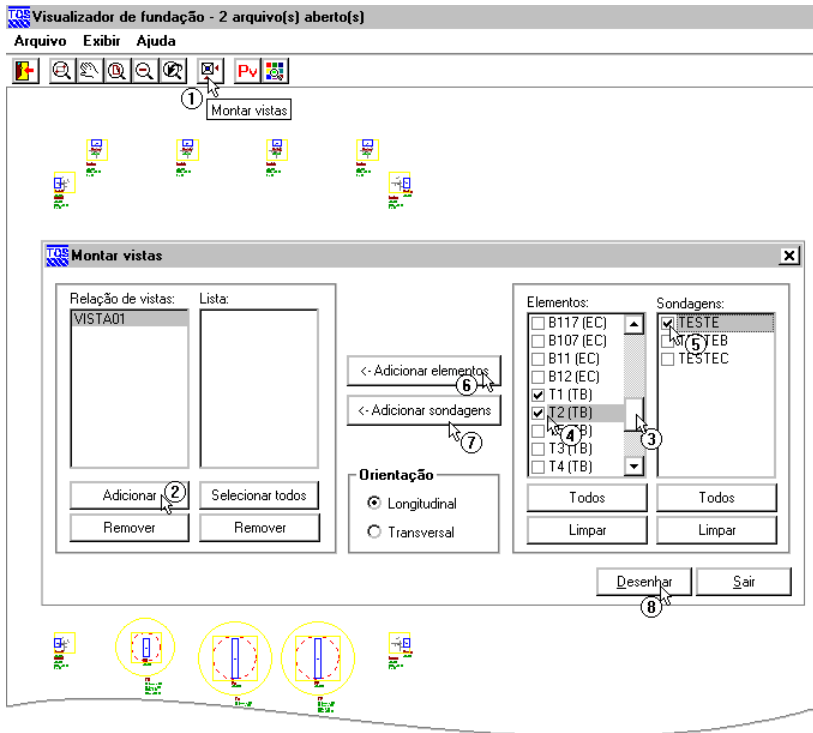 TQS Visualizador de fundação - 2 arquivo(s) aberto(s)
Arquivo Exibir Ajuda
Pv
1
Montar vistas
TQS Montar vistas
Relação de vistas:
Lista:
VISTA01
Adicionar
2
Selecionar todos
Remover
Remover
<- Adicionar elementos
6
<- Adicionar sondagens
7
Orientação
Longitudinal
Transversal
Elementos:
B117 (EC)
B107 (EC)
B11 (EC)
B12 (EC)
T1 (TB)
T2 (TB)
4
T3 (TB)
T4 (TB)
3
Todos
Limpar
Sondagens:
TESTE
5
TESTEC
Todos
Limpar
Desenhar
8
Sair